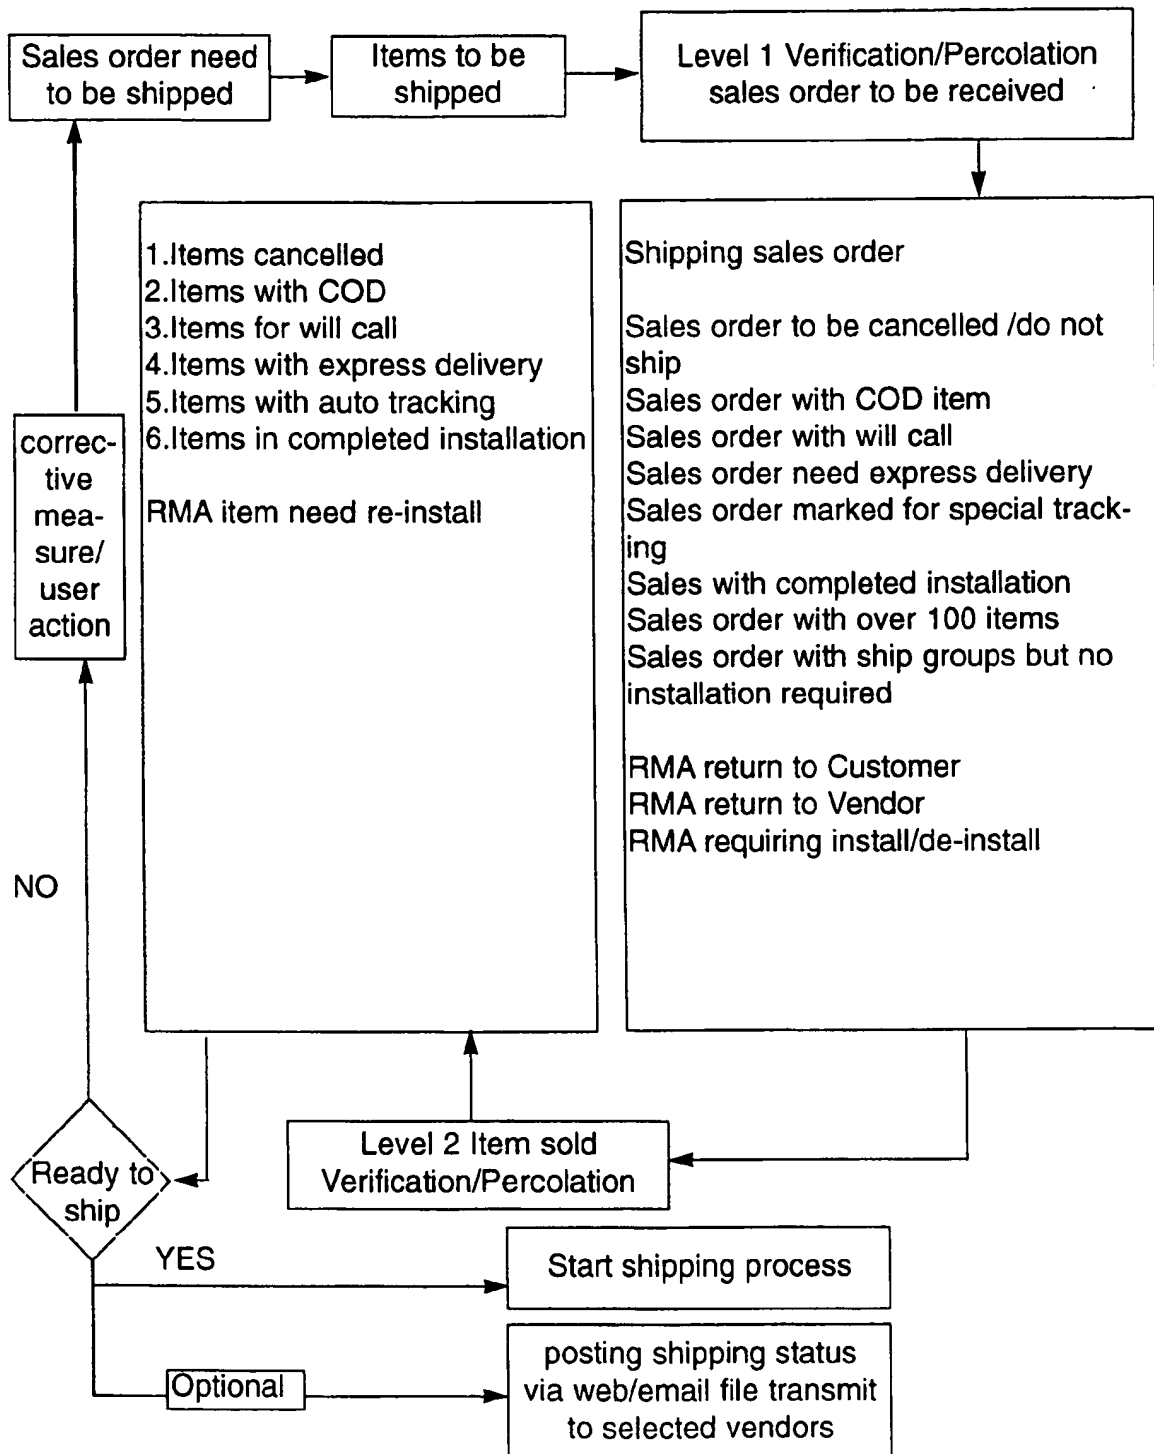 Sales order need
to be shipped
Items to be
shipped
Level 1 Verification/Percolation
sales order to be received
1.Items cancelled
2.Items with COD
3.Items for will call
4.Items with express delivery
5.Items with auto tracking
6.Items in completed installation
RMA item need re-install
Shipping sales order
Sales order to be cancelled /do not
ship
Sales order with COD item
Sales order with will call
Sales order need express delivery
Sales order marked for special track-
ing
Sales with completed installation
Sales order with over 100 items
Sales order with ship groups but no
installation required
RMA return to Customer
RMA return to Vendor
RMA requiring install/de-install
correc-
tive
mea-
sure/
user
action
NO
Level 2 Item sold
Verification/Percolation
Ready to
ship
YES
Start shipping process
Optional
posting shipping status
via web/email file transmit
to selected vendors